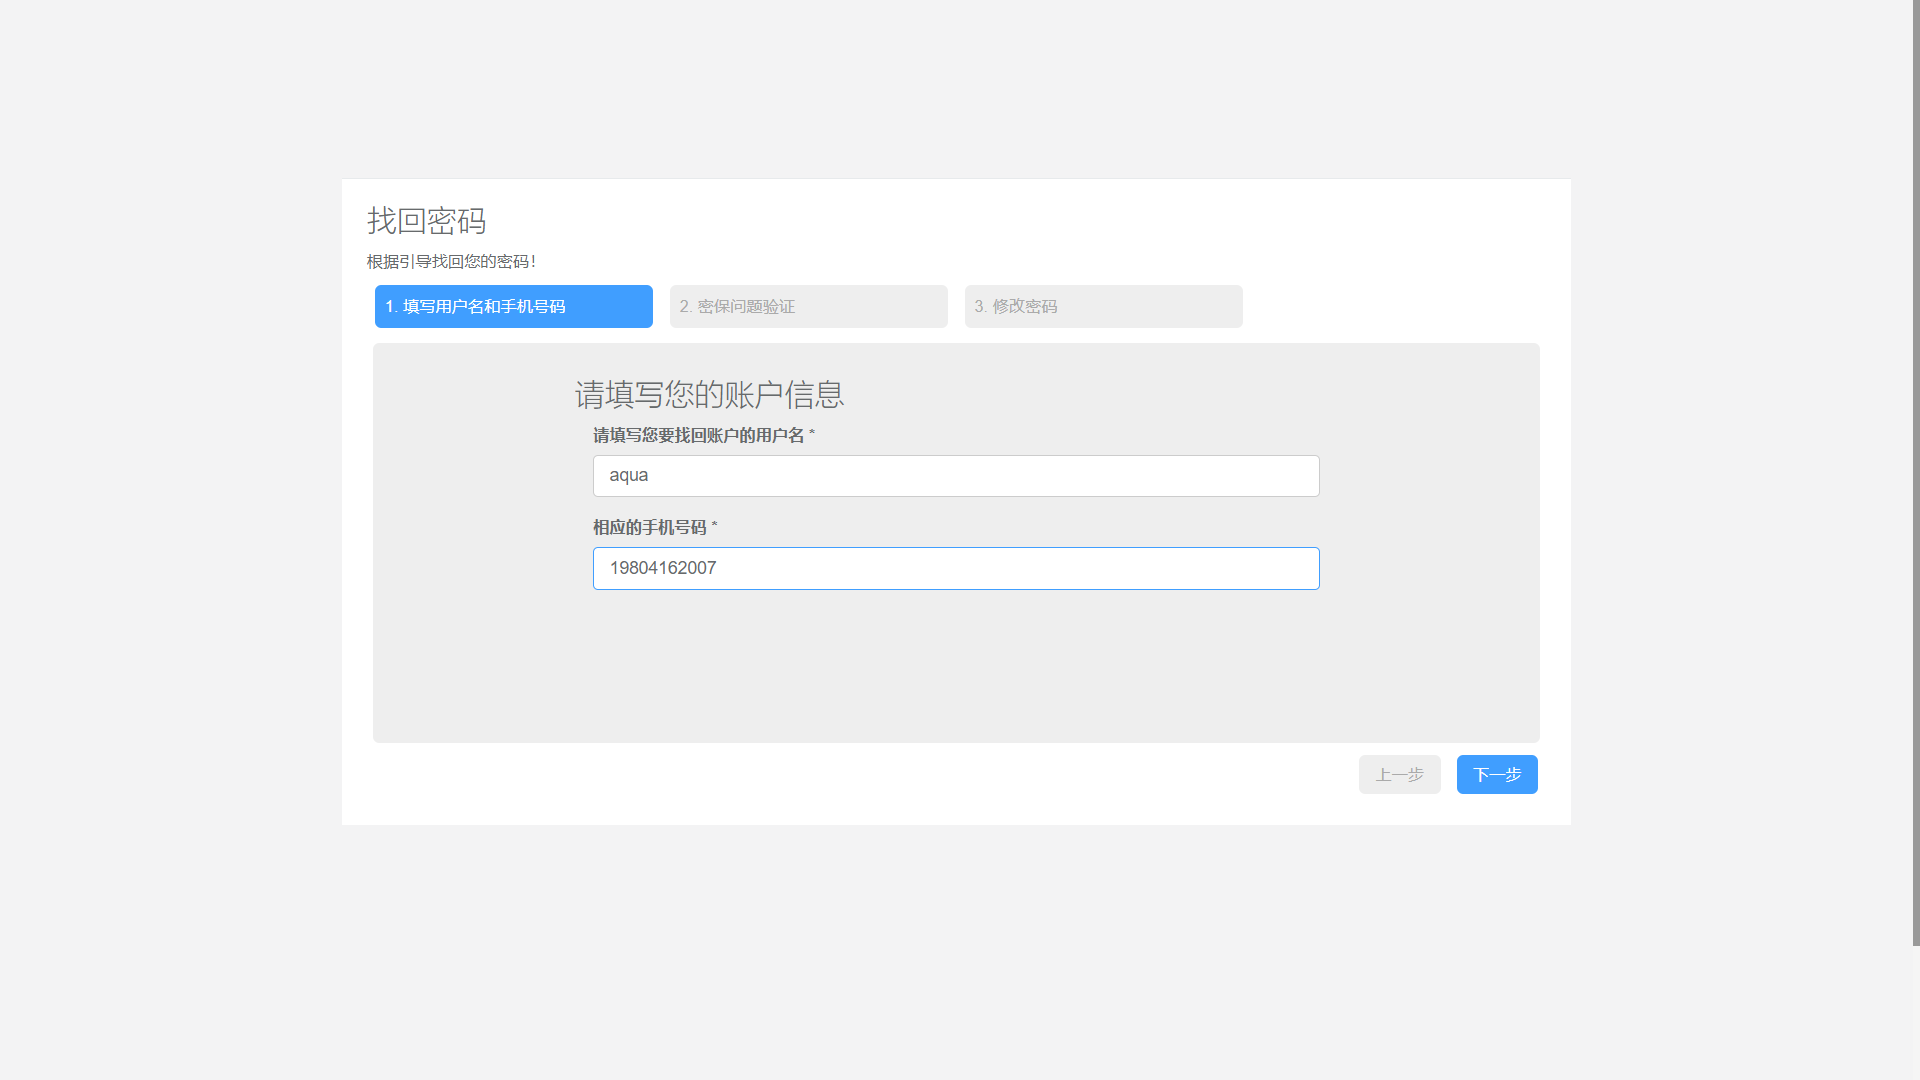 找回密码
根据引导找回您的密码！
1. 填写用户名和手机号码
2. 密保问题验证
3. 修改密码
请填写您的账户信息
请填写您要找回账户的用户名 *
aqua
相应的手机号码 *
19804162007
上一步
下一步